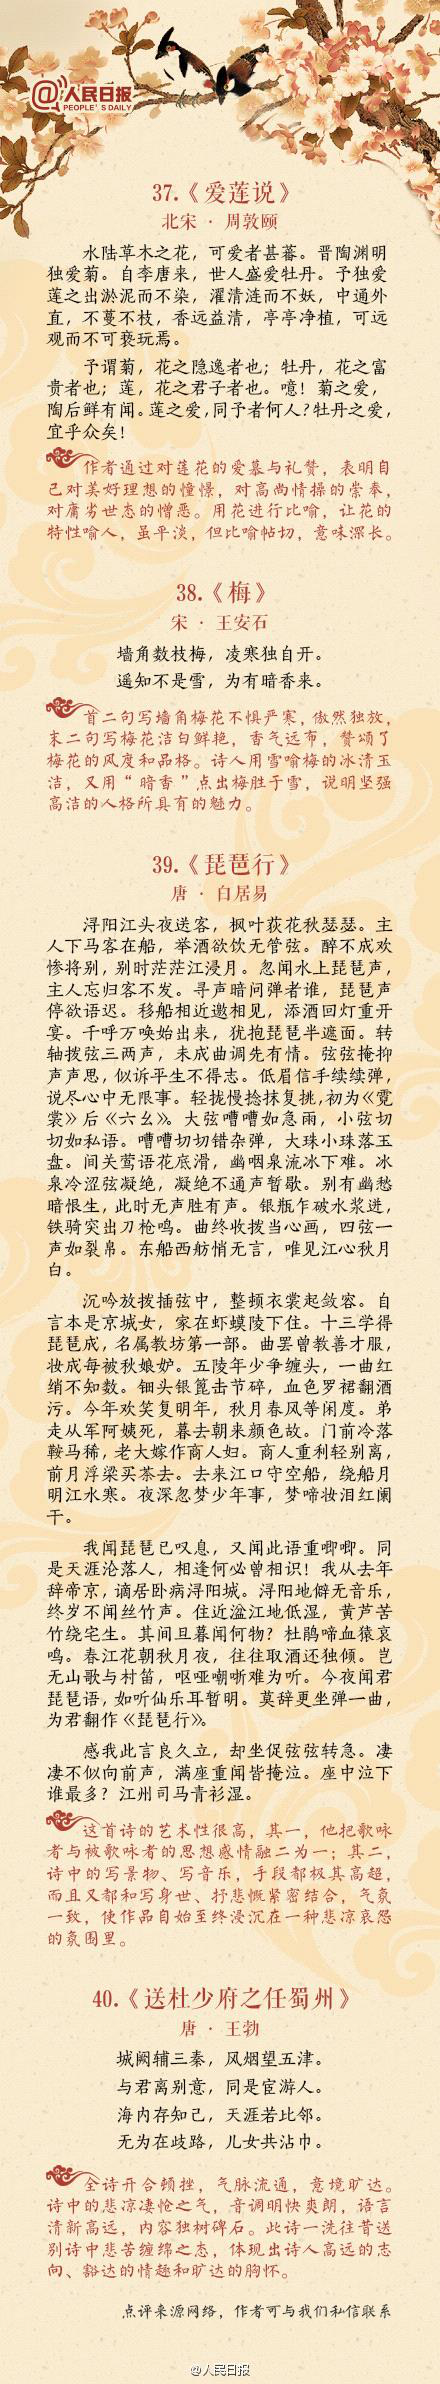 @人民日报
PEOPLE'S DAILY
37.《爱莲说》
北宋 · 周敦颐
水陆草木之花，可爱者甚蕃。晋陶渊明
独爱菊。自李唐来，世人盛爱牡丹。予独爱
莲之出淤泥而不染，濯清涟而不妖，中通外
直，不蔓不枝，香远益清，亭亭净植，可远
观而不可亵玩焉。
予谓菊，花之隐逸者也；牡丹，花之富
贵者也；莲，花之君子者也。噫！菊之爱，
陶后鲜有闻。莲之爱，同予者何人？牡丹之爱，
宜乎众矣！
作者通过对莲花的爱慕与礼赞，表明自
己对美好理想的憧憬，对高尚情操的崇奉，
对庸劣世态的憎恶。用花进行比喻，让花的
特性喻人，虽平淡，但比喻帖切，意味深长。
38.《梅》
宋 · 王安石
墙角数枝梅，凌寒独自开。
遥知不是雪，为有暗香来。
首二句写墙角梅花不惧严寒，傲然独放，
末二句写梅花洁白鲜艳，香气远布，赞颂了
梅花的风度和品格。诗人用雪喻梅的冰清玉
洁，又用“暗香”点出梅胜于雪，说明坚强
高洁的人格所具有的魅力。
39.《琵琶行》
唐 · 白居易
浔阳江头夜送客，枫叶荻花秋瑟瑟。主
人下马客在船，举酒欲饮无管弦。醉不成欢
惨将别，别时茫茫江浸月。忽闻水上琵琶声，
主人忘归客不发。寻声暗问弹者谁，琵琶声
停欲语迟。移船相近邀相见，添酒回灯重开
宴。千呼万唤始出来，犹抱琵琶半遮面。转
轴拨弦三两声，未成曲调先有情。弦弦掩抑
声声思，似诉平生不得志。低眉信手续续弹，
说尽心中无限事。轻拢慢捻抹复挑，初为《霓
裳》后《六幺》。大弦嘈嘈如急雨，小弦切
切如私语。嘈嘈切切错杂弹，大珠小珠落玉
盘。间关莺语花底滑，幽咽泉流冰下难。冰
泉冷涩弦凝绝，凝绝不通声暂歇。别有幽愁
暗恨生，此时无声胜有声。银瓶乍破水浆迸，
铁骑突出刀枪鸣。曲终收拨当心画，四弦一
声如裂帛。东船西舫悄无言，唯见江心秋月
白。
沉吟放拨插弦中，整顿衣裳起敛容。自
言本是京城女，家在虾蟆陵下住。十三学得
琵琶成，名属教坊第一部。曲罢曾教善才服，
妆成每被秋娘妒。五陵年少争缠头，一曲红
绡不知数。钿头银篦击节碎，血色罗裙翻酒
污。今年欢笑复明年，秋月春风等闲度。弟
走从军阿姨死，暮去朝来颜色故。门前冷落
鞍马稀，老大嫁作商人妇。商人重利轻别离，
前月浮梁买茶去。去来江口守空船，绕船月
明江水寒。夜深忽梦少年事，梦啼妆泪红阑
干。
我闻琵琶已叹息，又闻此语重唧唧。同
是天涯沦落人，相逢何必曾相识！我从去年
辞帝京，谪居卧病浔阳城。浔阳地僻无音乐，
终岁不闻丝竹声。住近湓江地低湿，黄芦苦
竹绕宅生。其间旦暮闻何物？杜鹃啼血猿哀
鸣。春江花朝秋月夜，往往取酒还独倾。岂
无山歌与村笛，呕哑嘲哳难为听。今夜闻君
琵琶语，如听仙乐耳暂明。莫辞更坐弹一曲，
为君翻作《琵琶行》。
感我此言良久立，却坐促弦弦转急。凄
凄不似向前声，满座重闻皆掩泣。座中泣下
谁最多？江州司马青衫湿。
这首诗的艺术性很高，其一，他把歌咏
者与被歌咏者的思想感情融二为一；其二，
诗中的写景物、写音乐，手段都极其高超，
而且又都和写身世、抒悲慨紧密结合，气氛
一致，使作品自始至终浸沉在一种悲凉哀怨
的氛围里。
40.《送杜少府之任蜀州》
唐 · 王勃
城阙辅三秦，风烟望五津。
与君离别意，同是宦游人。
海内存知己，天涯若比邻。
无为在歧路，儿女共沾巾。
全诗开合顿挫，气脉流通，意境旷达。
诗中的悲凉凄怆之气，音调明快爽朗，语言
清新高远，内容独树碑石。此诗一洗往昔送
别诗中悲苦缠绵之态，体现出诗人高远的志
向、豁达的情趣和旷达的胸怀。
点评来源网络，作者可与我们私信联系
@人民日报